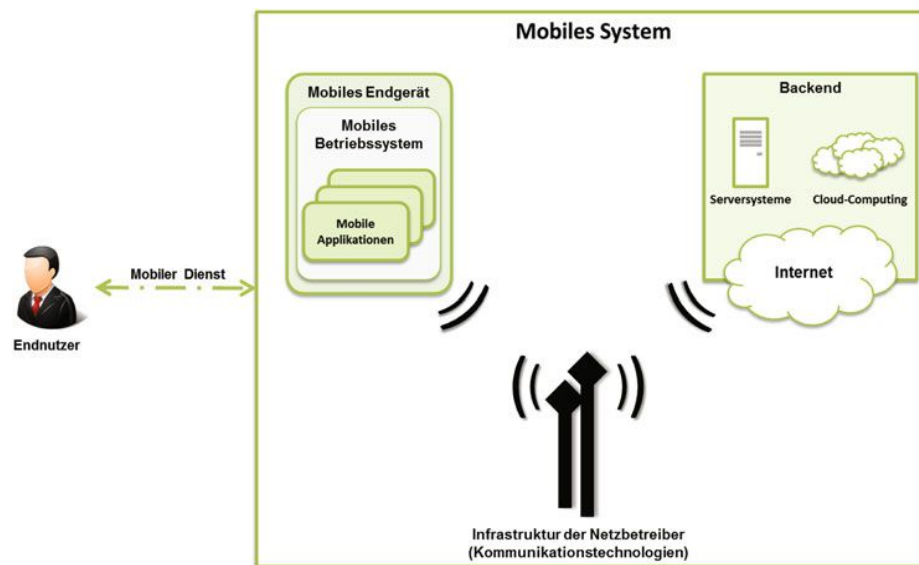 Mobiles System
Mobiles Endgerät
Mobiles
Betriebssystem
Mobile
Applikationen
Backend
Serversysteme
Cloud-Computing
Internet
Mobiler Dienst
Endnutzer
Infrastruktur der Netzbetreiber
(Kommunikationstechnologien)